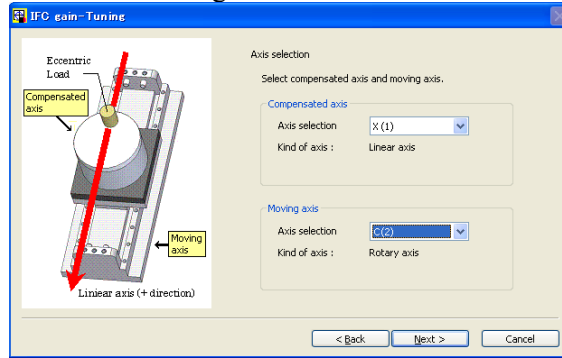 IFC gain-Tuning
Eccentric
Load
Compensated
axis
Moving
axis
Liniear axis (+ direction)
Axis selection
Select compensated axis and moving axis.
Compensated axis
Axis selection X (1)
Kind of axis : Linear axis
Moving axis
Axis selection C(2)
Kind of axis : Rotary axis
< Back Next > Cancel